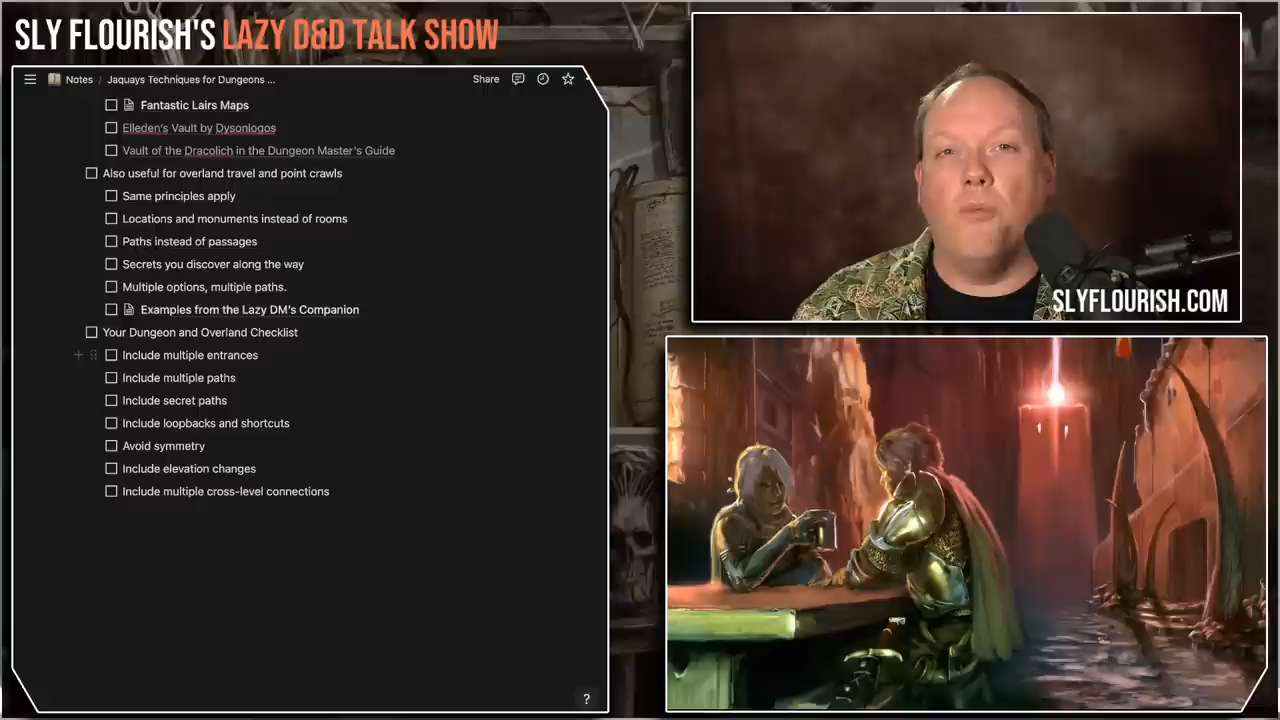 SLY FLOURISH'S LAZY D&D TALK SHOW
Notes / Jaquays Techniques for Dungeons ... Share
Fantastic Lairs Maps
Elleden's Vault by Dysonlogos
Vault of the Dracolich in the Dungeon Master's Guide
Also useful for overland travel and point crawls
Same principles apply
Locations and monuments instead of rooms
Paths instead of passages
Secrets you discover along the way
Multiple options, multiple paths.
Examples from the Lazy DM's Companion
Your Dungeon and Overland Checklist
Include multiple entrances
Include multiple paths
Include secret paths
Include loopbacks and shortcuts
Avoid symmetry
Include elevation changes
Include multiple cross-level connections
?
SLYFLOURISH.COM